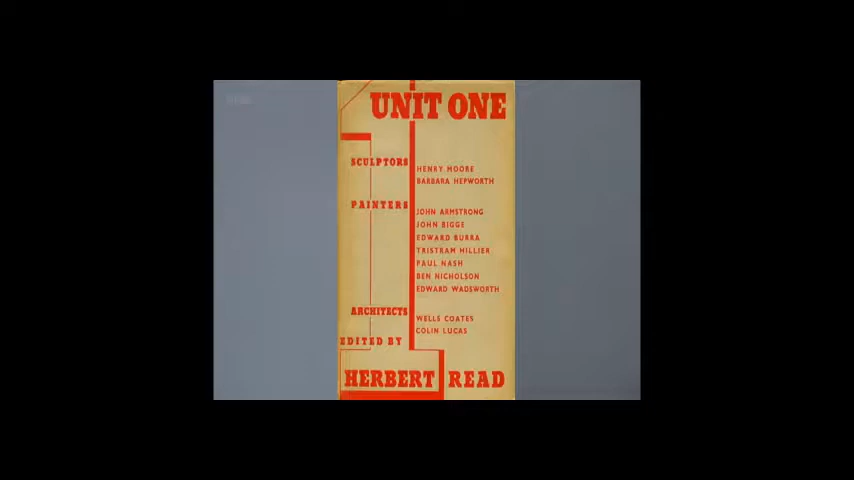 UNIT ONE
SCULPTORS
HENRY MOORE
BARBARA HEPWORTH
PAINTERS
JOHN ARMSTRONG
JOHN BIGGE
EDWARD BURRA
TRISTRAM HILLIER
PAUL NASH
BEN NICHOLSON
EDWARD WADSWORTH
ARCHITECTS
WELLS COATES
COLIN LUCAS
EDITED BY
HERBERT READ